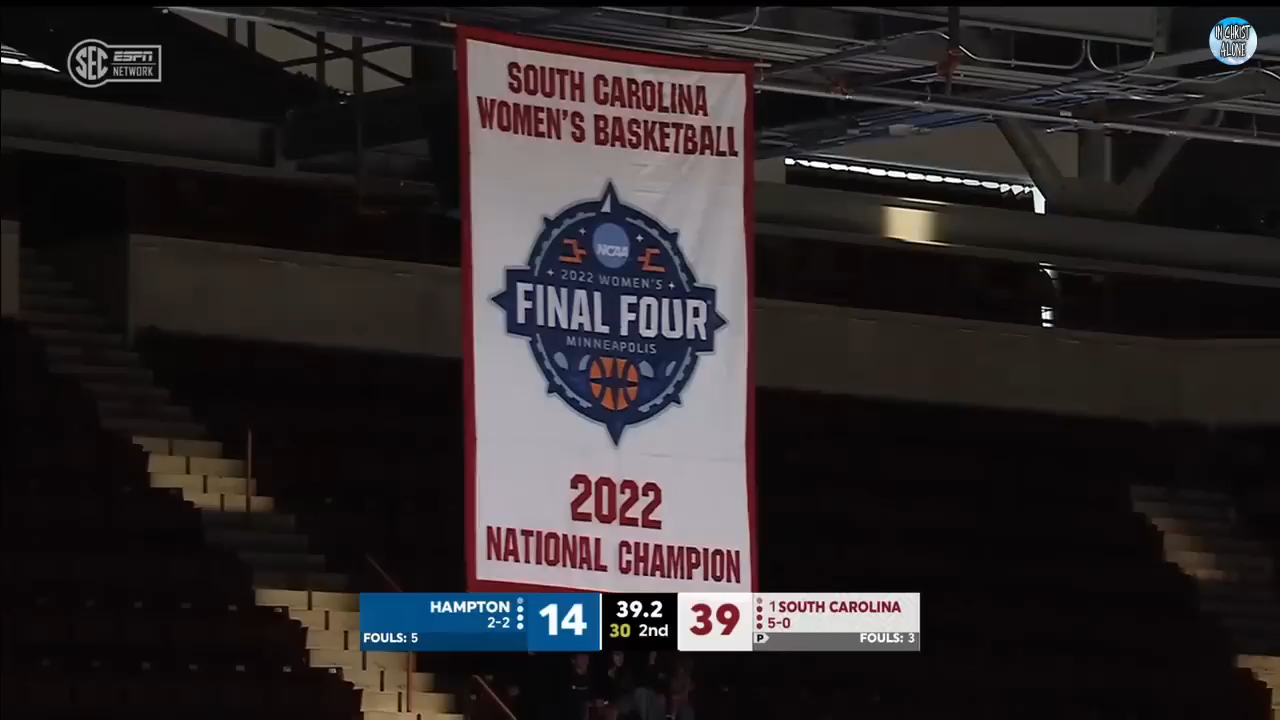 SEC ESPN NETWORK
IN CHRIST
ALONE
SOUTH CAROLINA
WOMEN'S BASKETBALL
NCAA
2022 WOMEN'S
FINAL FOUR
MINNEAPOLIS
2022
NATIONAL CHAMPION
HAMPTON
2-2
FOULS: 5
14
39.2
30 2nd
39
1 SOUTH CAROLINA
5-0
P
FOULS: 3